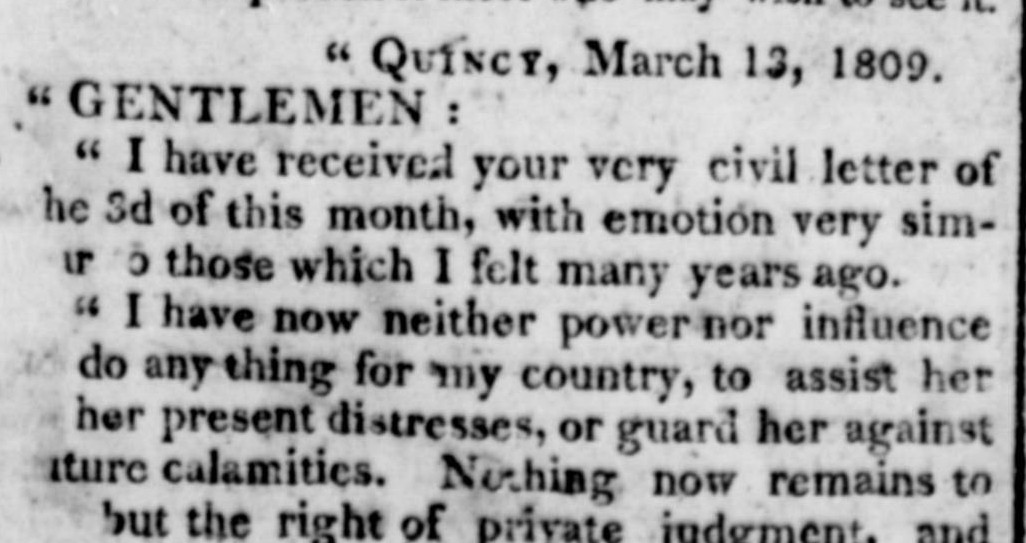 “ QUINCY, March 13, 1809.
“ GENTLEMEN :
“ I have received your very civil letter of
he 3d of this month, with emotion very sim-
those which I felt many years ago.
“ I have now neither power nor influence
do any thing for my country, to assist her
her present distresses, or guard her against
ture calamities. Nothing now remains to
but the right of private judgment, and